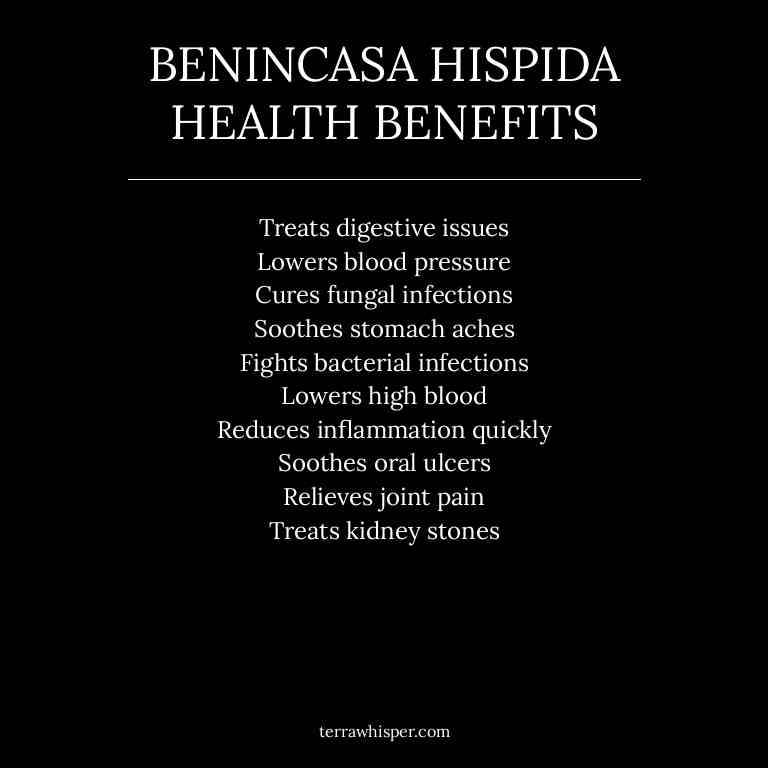 BENINCASA HISPIDA
HEALTH BENEFITS
Treats digestive issues
Lowers blood pressure
Cures fungal infections
Soothes stomach aches
Fights bacterial infections
Lowers high blood
Reduces inflammation quickly
Soothes oral ulcers
Relieves joint pain
Treats kidney stones
terrawhisper.com